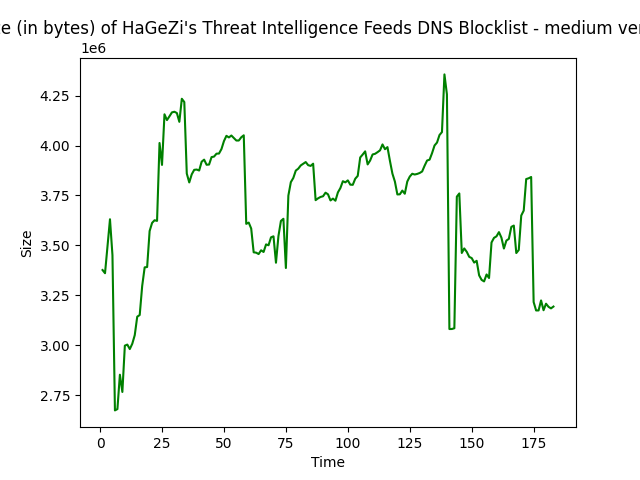 (in bytes) of HaGeZi's Threat Intelligence Feeds DNS Blocklist - medium
1e6
4.25
4.00
3.75
3.50
3.25
3.00
2.75
Size
0 25 50 75 100 125 150 175
Time